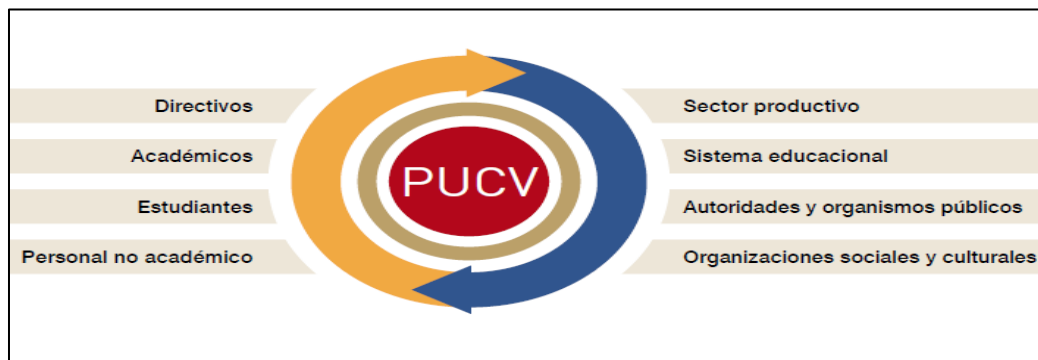 Directivos
Académicos
Estudiantes
Personal no académico
PUCV
Sector productivo
Sistema educacional
Autoridades y organismos públicos
Organizaciones sociales y culturales